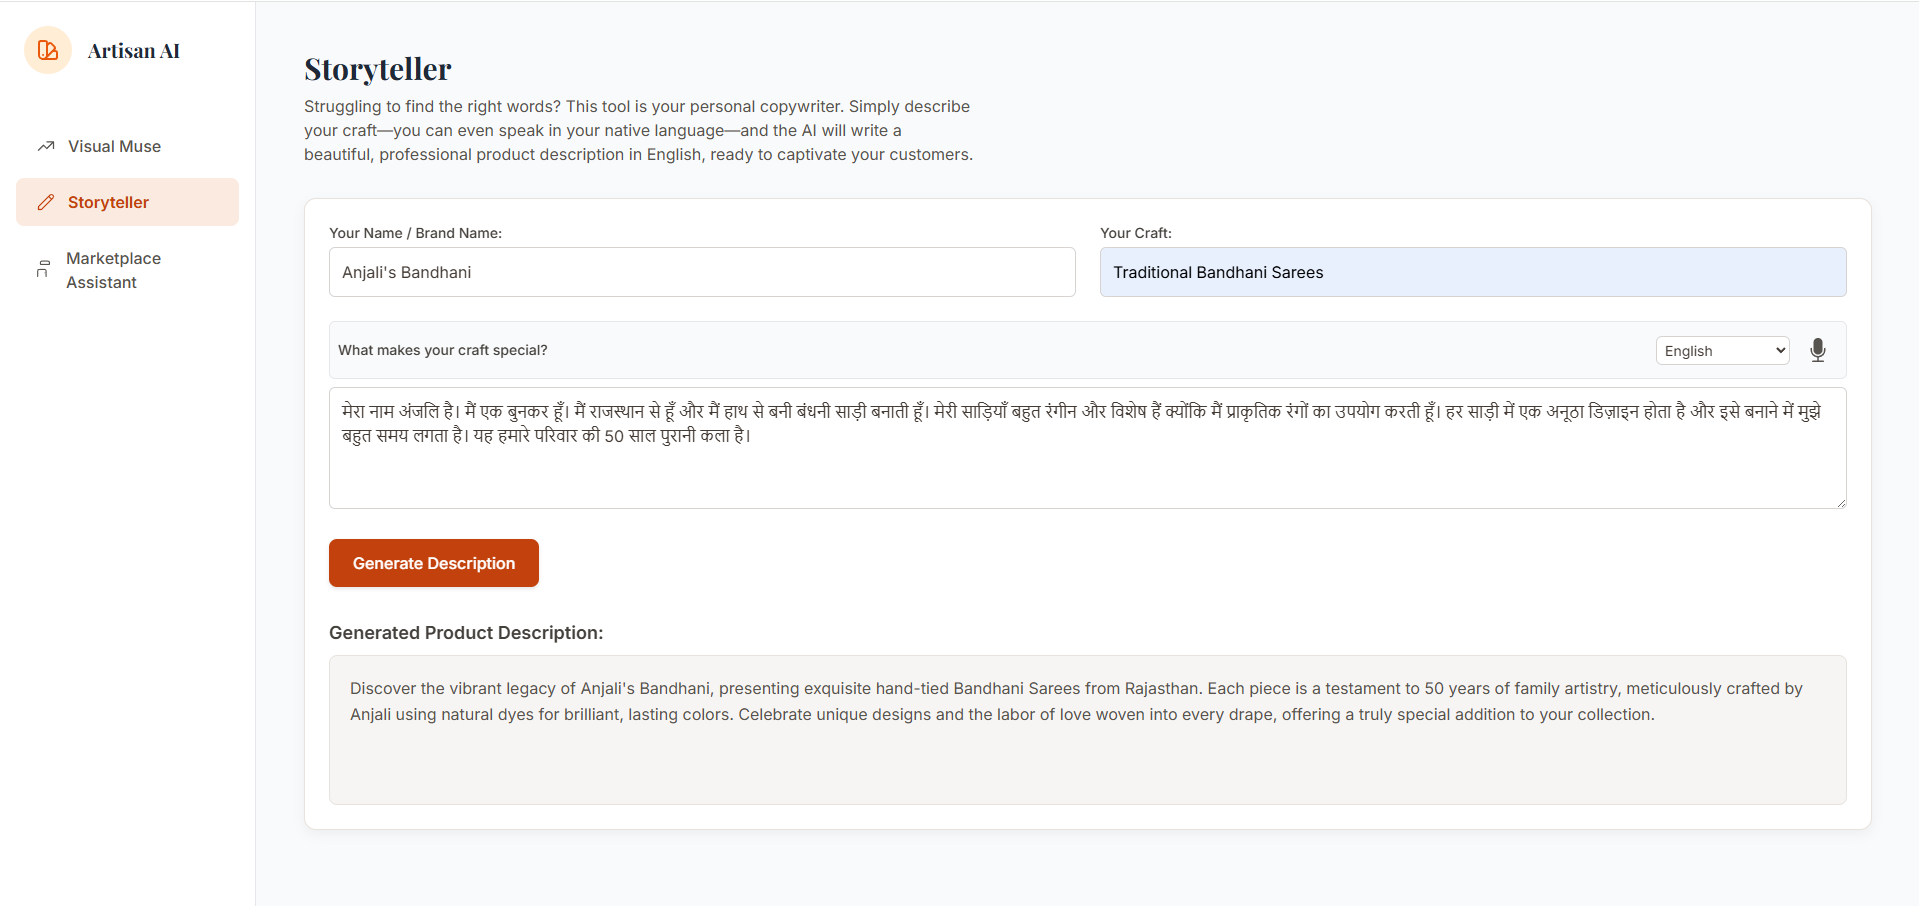 Artisan AI
Visual Muse
Storyteller
Marketplace
Assistant
Storyteller
Struggling to find the right words? This tool is your personal copywriter. Simply describe
your craft—you can even speak in your native language—and the AI will write a
beautiful, professional product description in English, ready to captivate your customers.
Your Name / Brand Name:
Anjali's Bandhani
Your Craft:
Traditional Bandhani Sarees
What makes your craft special?
English
मेरा नाम अंजलि है। मैं एक बुनकर हूँ। मैं राजस्थान से हूँ और मैं हाथ से बनी बंधनी साड़ी बनाती हूँ। मेरी साड़ियाँ बहुत रंगीन और विशेष हैं क्योंकि मैं प्राकृतिक रंगों का उपयोग करती हूँ। हर साड़ी में एक अनूठा डिज़ाइन होता है और इसे बनाने में मुझे
बहुत समय लगता है। यह हमारे परिवार की 50 साल पुरानी कला है।
Generate Description
Generated Product Description:
Discover the vibrant legacy of Anjali's Bandhani, presenting exquisite hand-tied Bandhani Sarees from Rajasthan. Each piece is a testament to 50 years of family artistry, meticulously crafted by
Anjali using natural dyes for brilliant, lasting colors. Celebrate unique designs and the labor of love woven into every drape, offering a truly special addition to your collection.